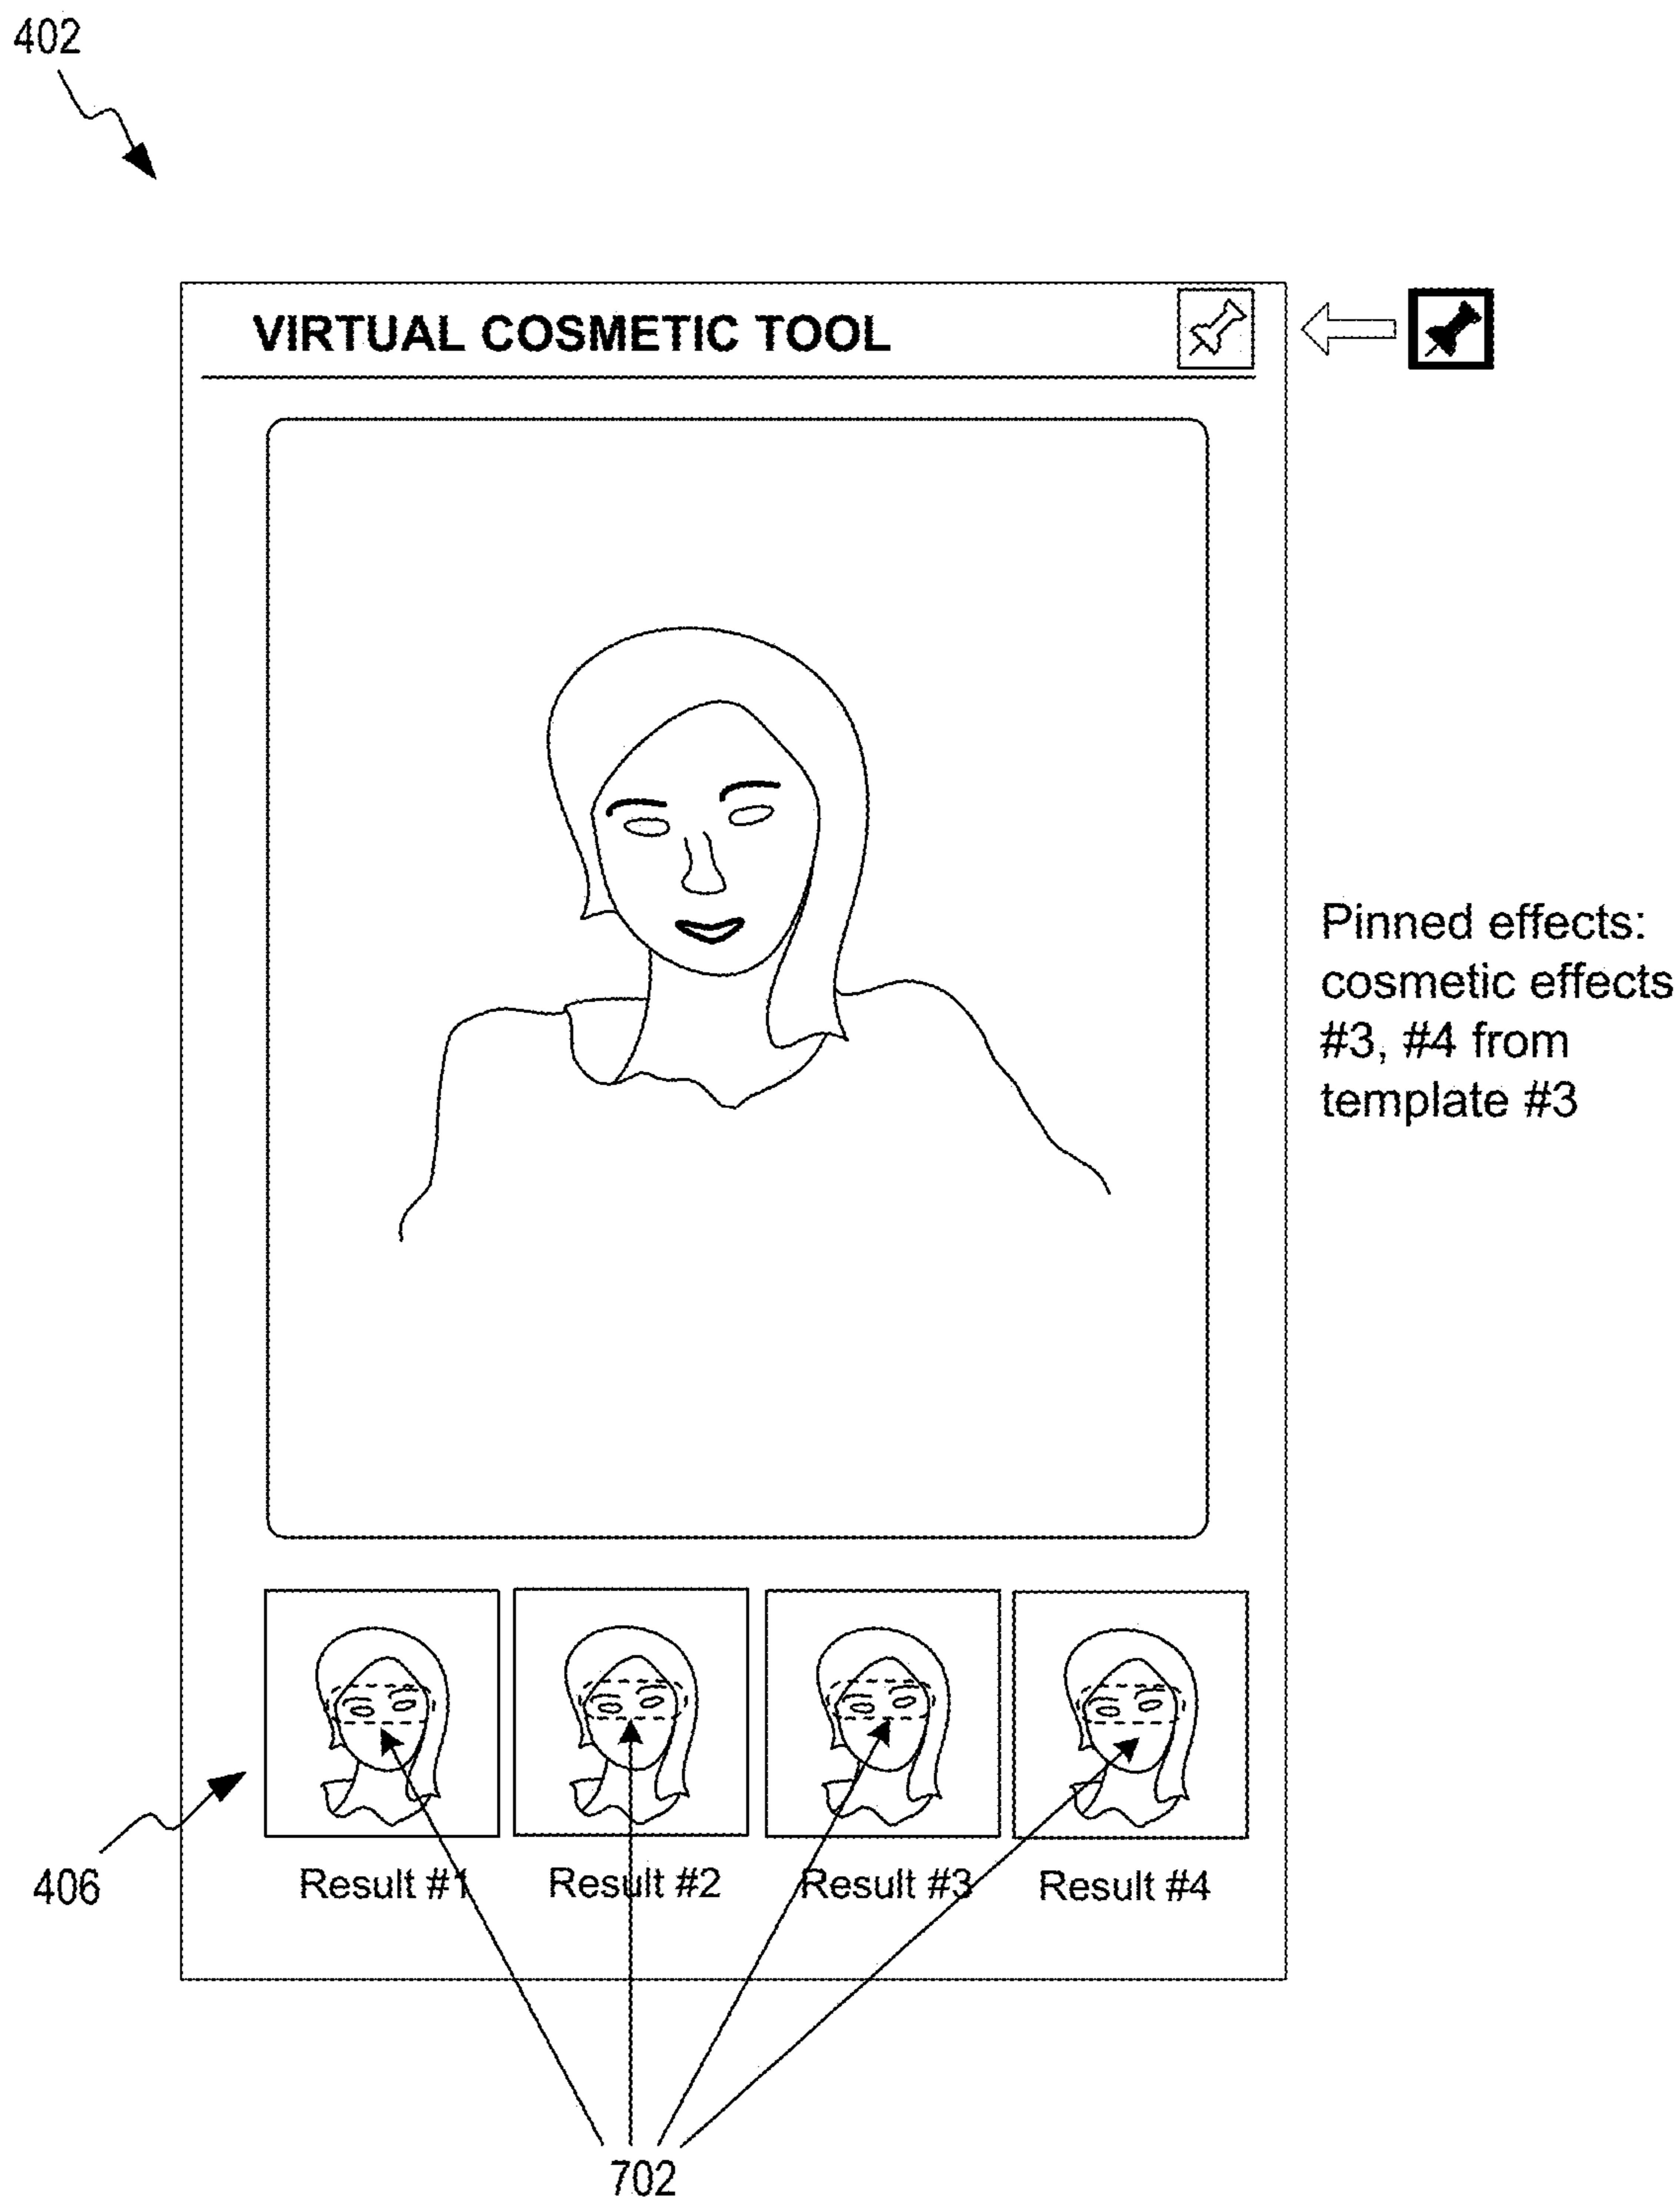 402
VIRTUAL COSMETIC TOOL
Pinned effects:
cosmetic effects
#3, #4 from
template #3
406
Result #1
Result #2
Result #3
Result #4
702